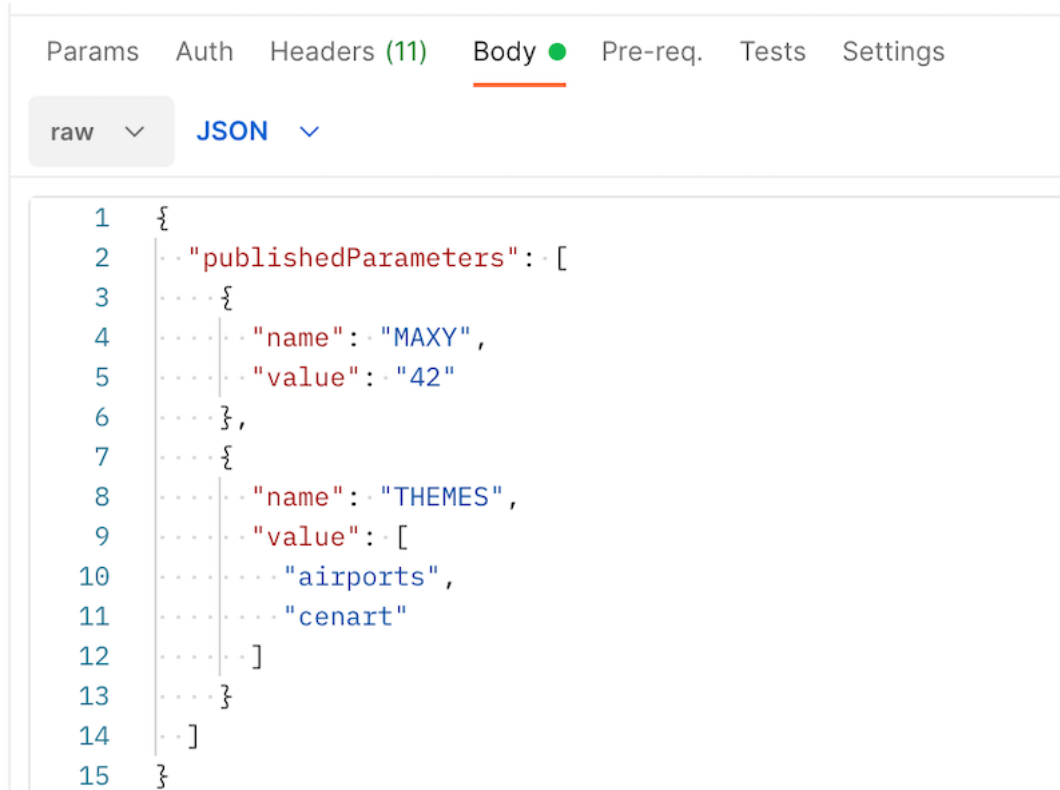 Params Auth Headers (11) Body Pre-req. Tests Settings
raw JSON
1 {
2 "publishedParameters": [
3 {
4 "name": "MAXY",
5 "value": "42"
6 },
7 {
8 "name": "THEMES",
9 "value": [
10 "airports",
11 "cenart"
12 ]
13 }
14 ]
15 }